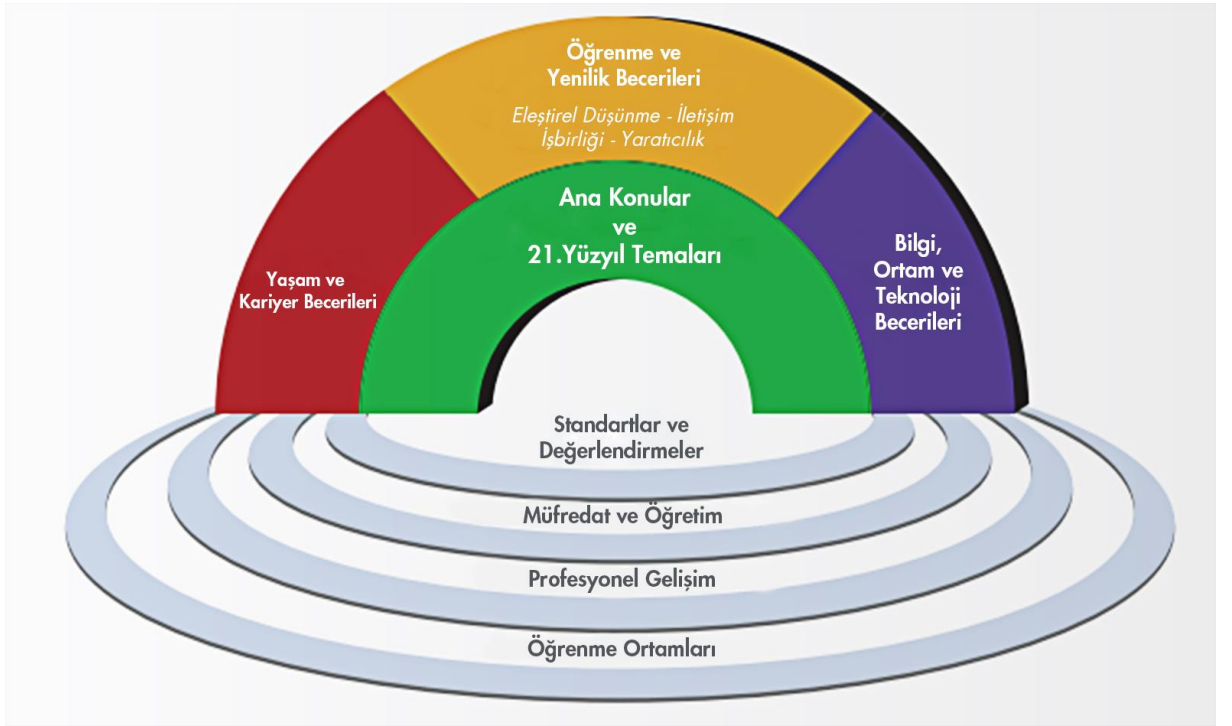 Öğrenme ve
Yenilik Becerileri
Eleştirel Düşünme - İletişim
İşbirliği - Yaratıcılık
Ana Konular
ve
21.Yüzyıl Temaları
Yaşam ve
Kariyer Becerileri
Bilgi,
Ortam ve
Teknoloji
Becerileri
Standartlar ve
Değerlendirmeler
Müfredat ve Öğretim
Profesyonel Gelişim
Öğrenme Ortamları